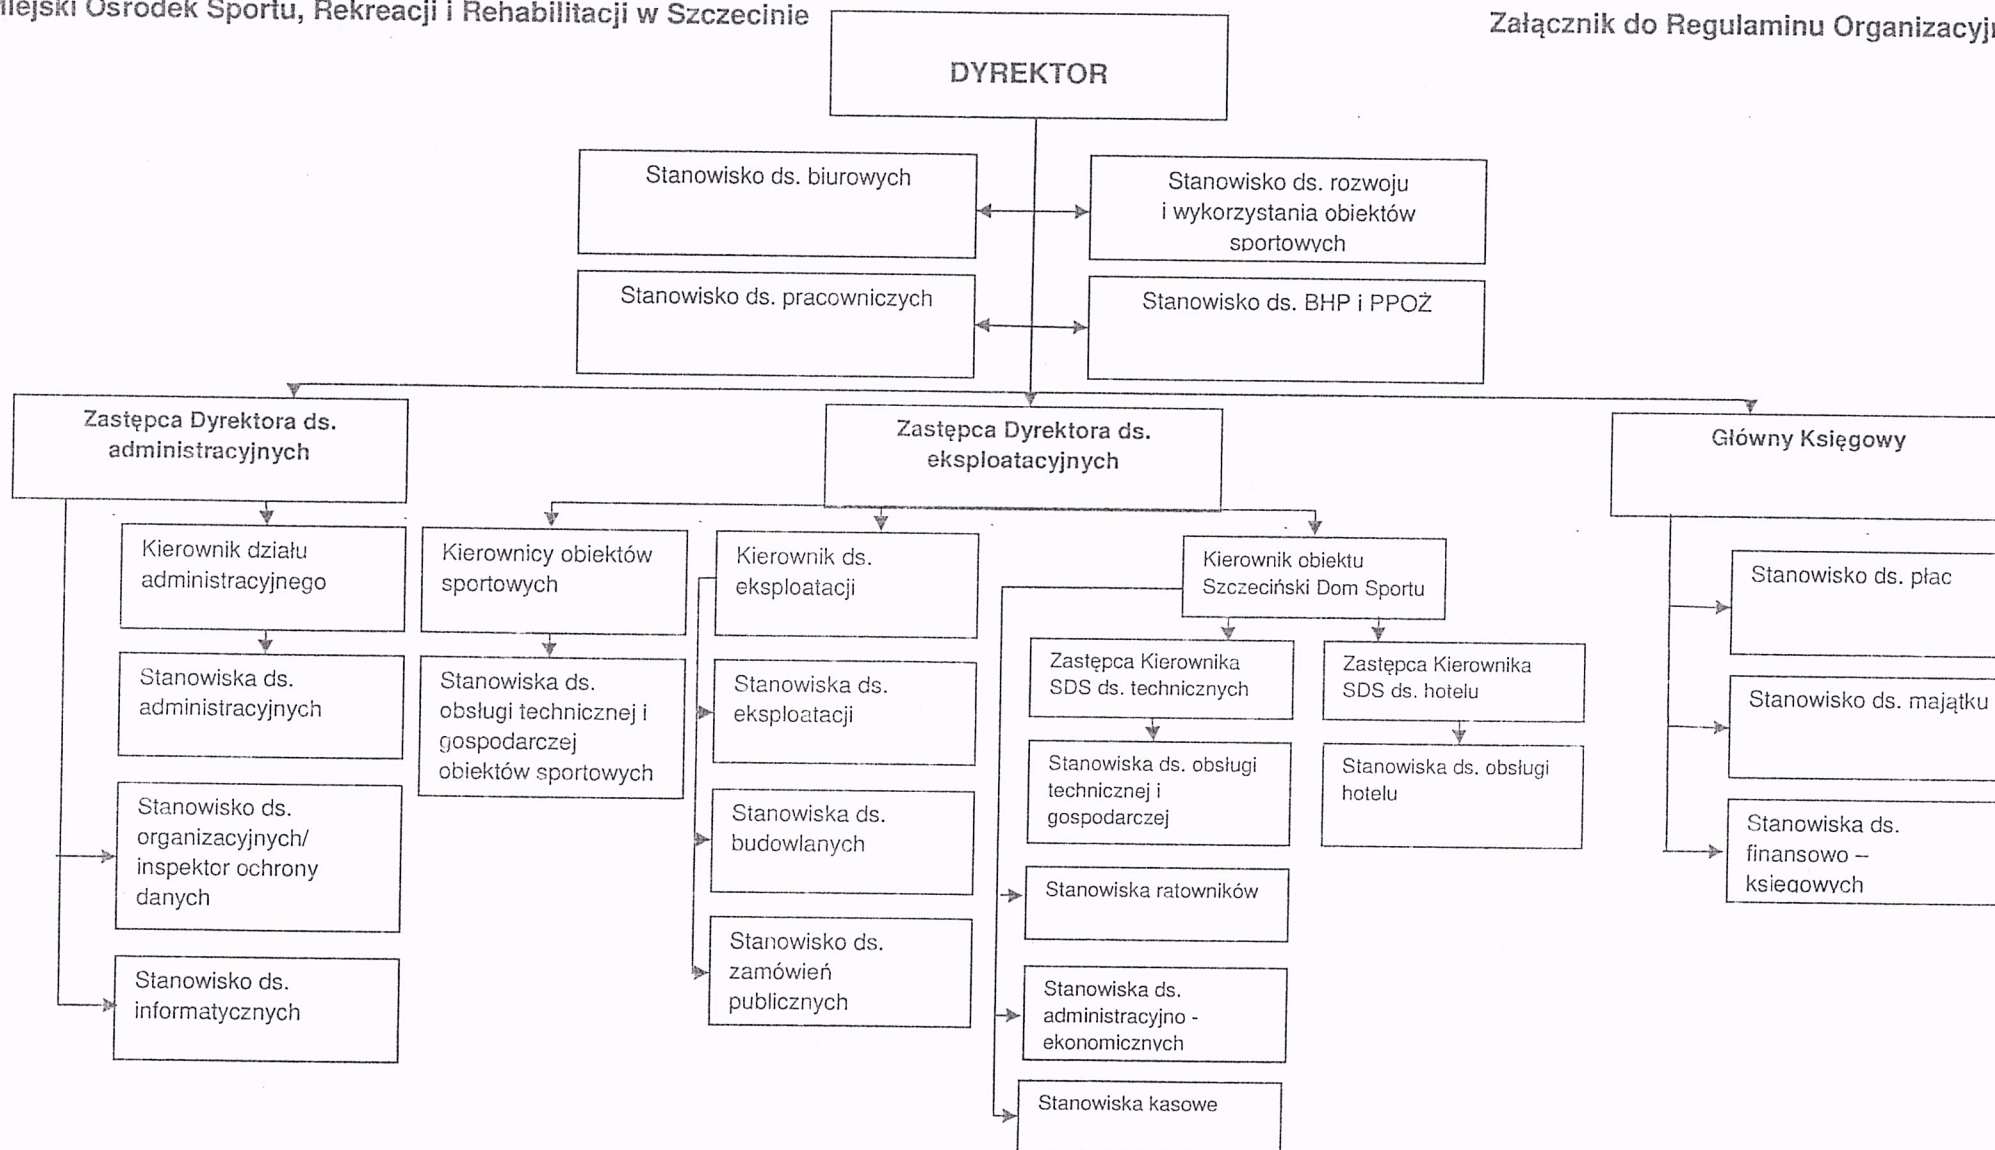 Miejski Ośrodek Sportu, Rekreacji i Rehabilitacji w Szczecinie
Załącznik do Regulaminu
DYREKTOR
Stanowisko ds. biurowych
Stanowisko ds. rozwoju
i wykorzystania obiektów
sportowych
Stanowisko ds. pracowniczych
Stanowisko ds. BHP i PPOŻ
Zastępca Dyrektora ds.
administracyjnych
Zastępca Dyrektora ds.
eksploatacyjnych
Główny Księgowy
Kierownik działu
administracyjnego
Kierownicy obiektów
sportowych
Kierownik ds.
eksploatacji
Kierownik obiektu
Szczeciński Dom Sportu
Stanowisko ds. płac
Stanowiska ds.
administracyjnych
Stanowiska ds.
obsługi technicznej i
gospodarczej
obiektów sportowych
Stanowiska ds.
eksploatacji
Zastępca Kierownika
SDS ds. technicznych
Zastępca Kierownika
SDS ds. hotelu
Stanowisko ds. majątku
Stanowisko ds.
organizacyjnych/
inspektor ochrony
danych
Stanowiska ds.
budowlanych
Stanowiska ds. obsługi
technicznej i
gospodarczej
Stanowiska ds. obsługi
hotelu
Stanowiska ds.
finansowo –
księgowych
Stanowiska ratowników
Stanowisko ds.
informatycznych
Stanowisko ds.
zamówień
publicznych
Stanowiska ds.
administracyjno -
ekonomicznych
Stanowiska kasowe